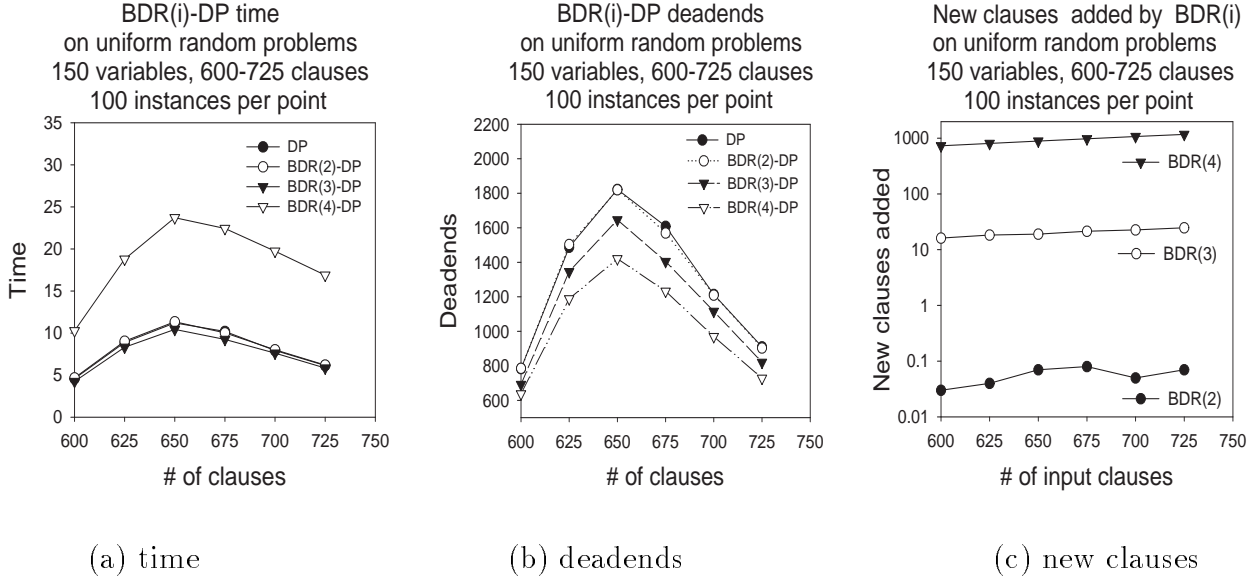 BDR(i)-DP time
on uniform random problems
150 variables, 600-725 clauses
100 instances per point
35
30
25
20
15
10
5
0
Time
DP
BDR(2)-DP
BDR(3)-DP
BDR(4)-DP
600 625 650 675 700 725 750
# of clauses
(a) time
BDR(i)-DP deadends
on uniform random problems
150 variables, 600-725 clauses
100 instances per point
2200
2000
1800
1600
1400
1200
1000
800
600
Deadends
DP
BDR(2)-DP
BDR(3)-DP
BDR(4)-DP
600 625 650 675 700 725 750
# of clauses
(b) deadends
New clauses added by BDR(i)
on uniform random problems
150 variables, 600-725 clauses
100 instances per point
1000
100
10
1
0.1
0.01
New clauses added
BDR(4)
BDR(3)
BDR(2)
600 625 650 675 700 725 750
# of input clauses
(c) new clauses